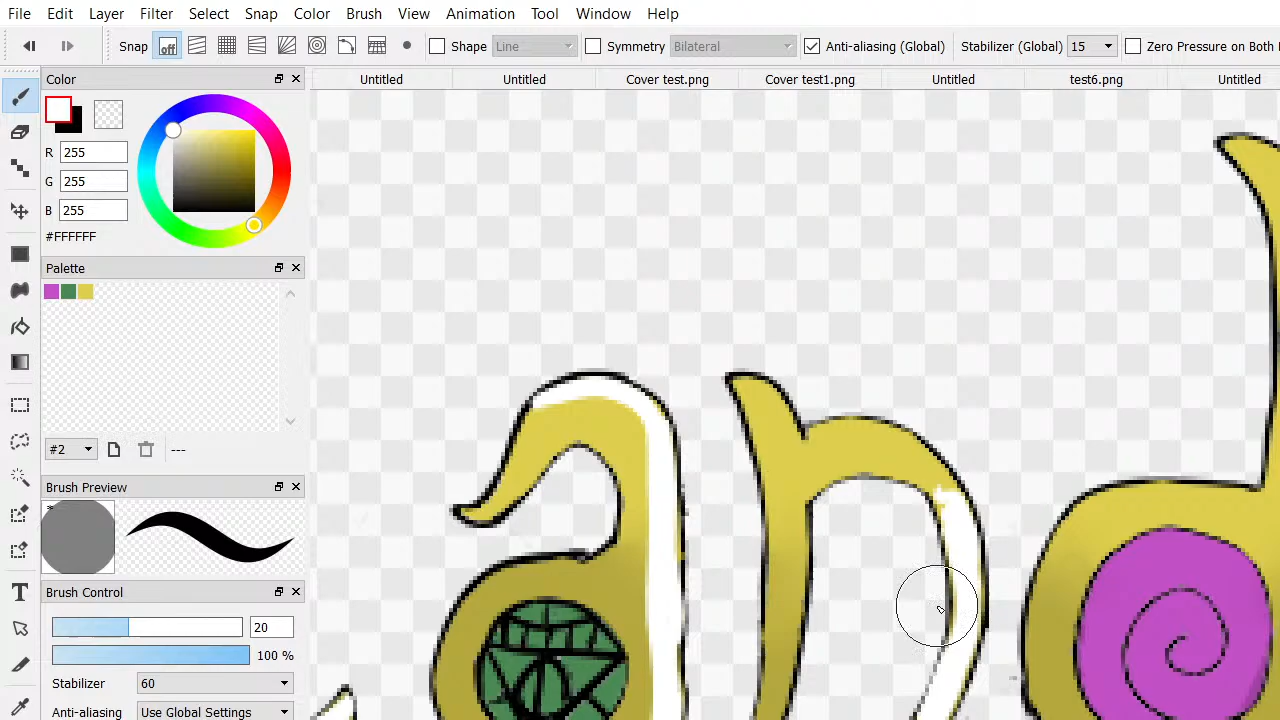 File Edit Layer Filter Select Snap Color Brush View Animation Tool Window Help
Snap off Shape Line Symmetry Bilateral Anti-aliasing (Global) Stabilizer (Global) 15 Zero Pressure on Both
Color
Untitled Untitled Cover test.png Cover test1.png Untitled test6.png Untitled
R 255
G 255
B 255
#FFFFFF
Palette
#2 ---
Brush Preview
*
Brush Control
20
100 %
Stabilizer 60
Anti-aliasing Use Global Settings
and